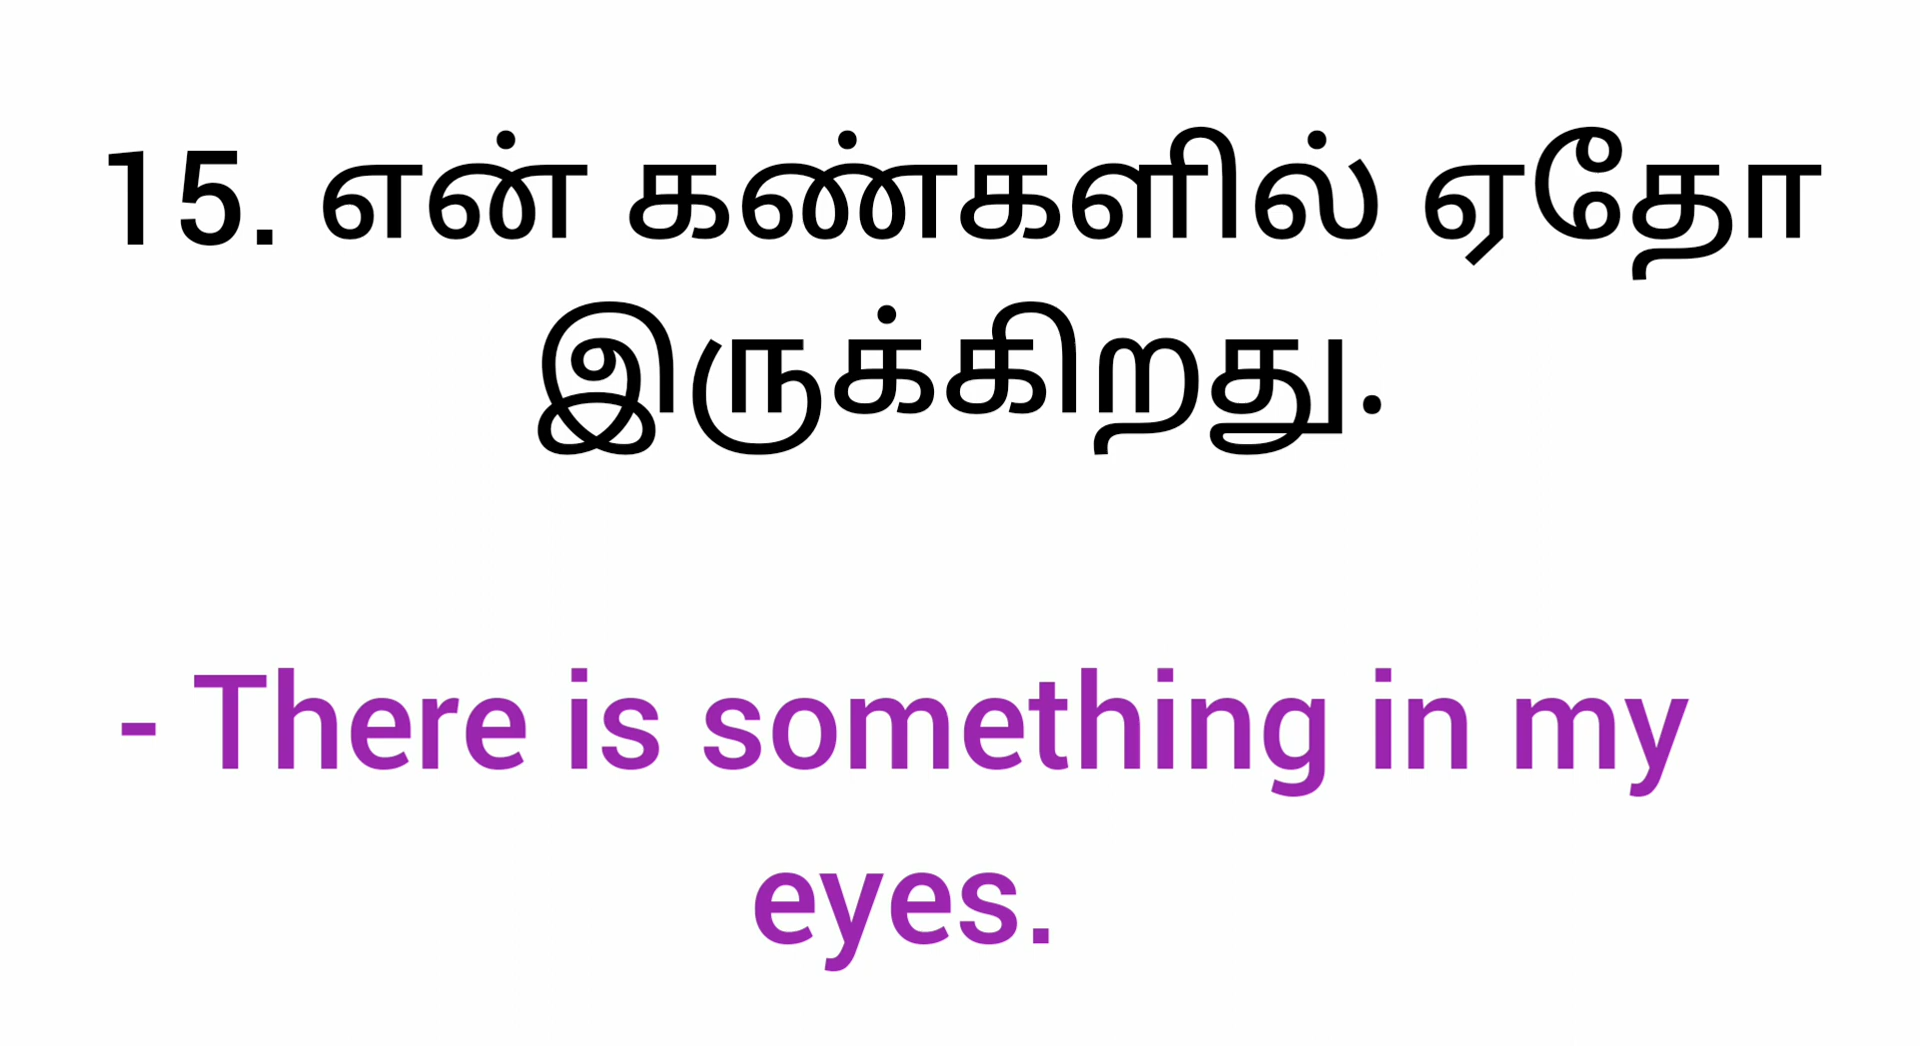 15. என் கண்களில் ஏதோ
இருக்கிறது.
- There is something in my
eyes.